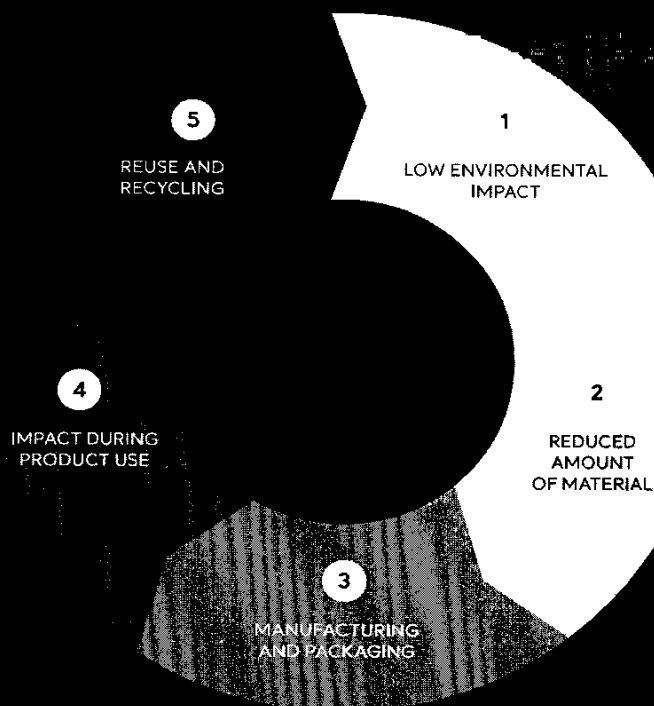 1
LOW ENVIRONMENTAL
IMPACT
2
REDUCED
AMOUNT
OF MATERIAL
3
MANUFACTURING
AND PACKAGING
4
IMPACT DURING
PRODUCT USE
5
REUSE AND
RECYCLING